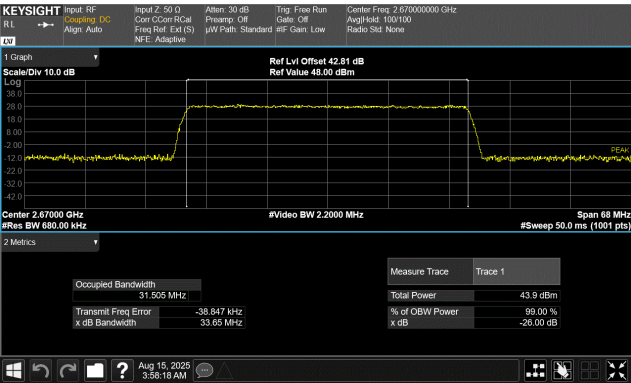 KEYSIGHT Input: RF Input Z: 50 Ω Atten: 30 dB Trig: Free Run Center Freq: 2.670000000 GHz
RL Coupling: DC Corr CCorr RCal Preamp: Off Gate: Off Avg|Hold: 100/100
Align: Auto Freq Ref: Ext (S) µW Path: Standard #IF Gain: Low Radio Std: None
LXI NFE: Adaptive
1 Graph
Ref Lvl Offset 42.81 dB
Scale/Div 10.0 dB Ref Value 48.00 dBm
Log
38.0
28.0
18.0
8.00
-2.00
PEAK
-12.0
-22.0
-32.0
-42.0
Center 2.67000 GHz #Video BW 2.2000 MHz Span 68 MHz
#Res BW 680.00 kHz #Sweep 50.0 ms (1001 pts)
2 Metrics
Measure Trace Trace 1
Occupied Bandwidth
31.505 MHz Total Power 43.9 dBm
Transmit Freq Error -38.847 kHz % of OBW Power 99.00 %
x dB Bandwidth 33.65 MHz x dB -26.00 dB
Aug 15, 2025
3:58:18 AM